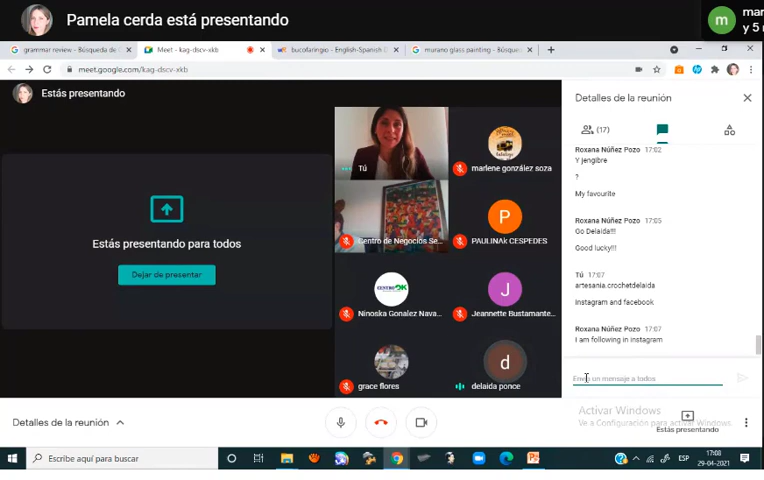 Pamela cerda está presentando
m
mar
y 5
grammar review - Búsqueda de G
Meet - kag-dscv-xkb
bucofaringio - English-Spanish D
murano glass painting - Búsqued
meet.google.com/kag-dscv-xkb
Estás presentando
Estás presentando para todos
Dejar de presentar
Tú
marlene gonzález soza
Centro de Negocios Se...
P
PAULINAk CESPEDES
CENTRO OK
Ninoska Gonalez Nava...
J
Jeannette Bustamante...
grace flores
d
delaida ponce
Detalles de la reunión
(17)
Roxana Núñez Pozo 17:02
Y jengibre
?
My favourite
Roxana Núñez Pozo 17:05
Go Delaida!!!
Good lucky!!!
Tú 17:07
artesania.crochetdelaida
Instagram and facebook
Roxana Núñez Pozo 17:07
I am following in instagram
Envía un mensaje a todos
Activar Windows
Ve a Configuración para activar Windows.
Estás presentando
Detalles de la reunión
Escribe aquí para buscar
ESP
17:08
29-04-2021